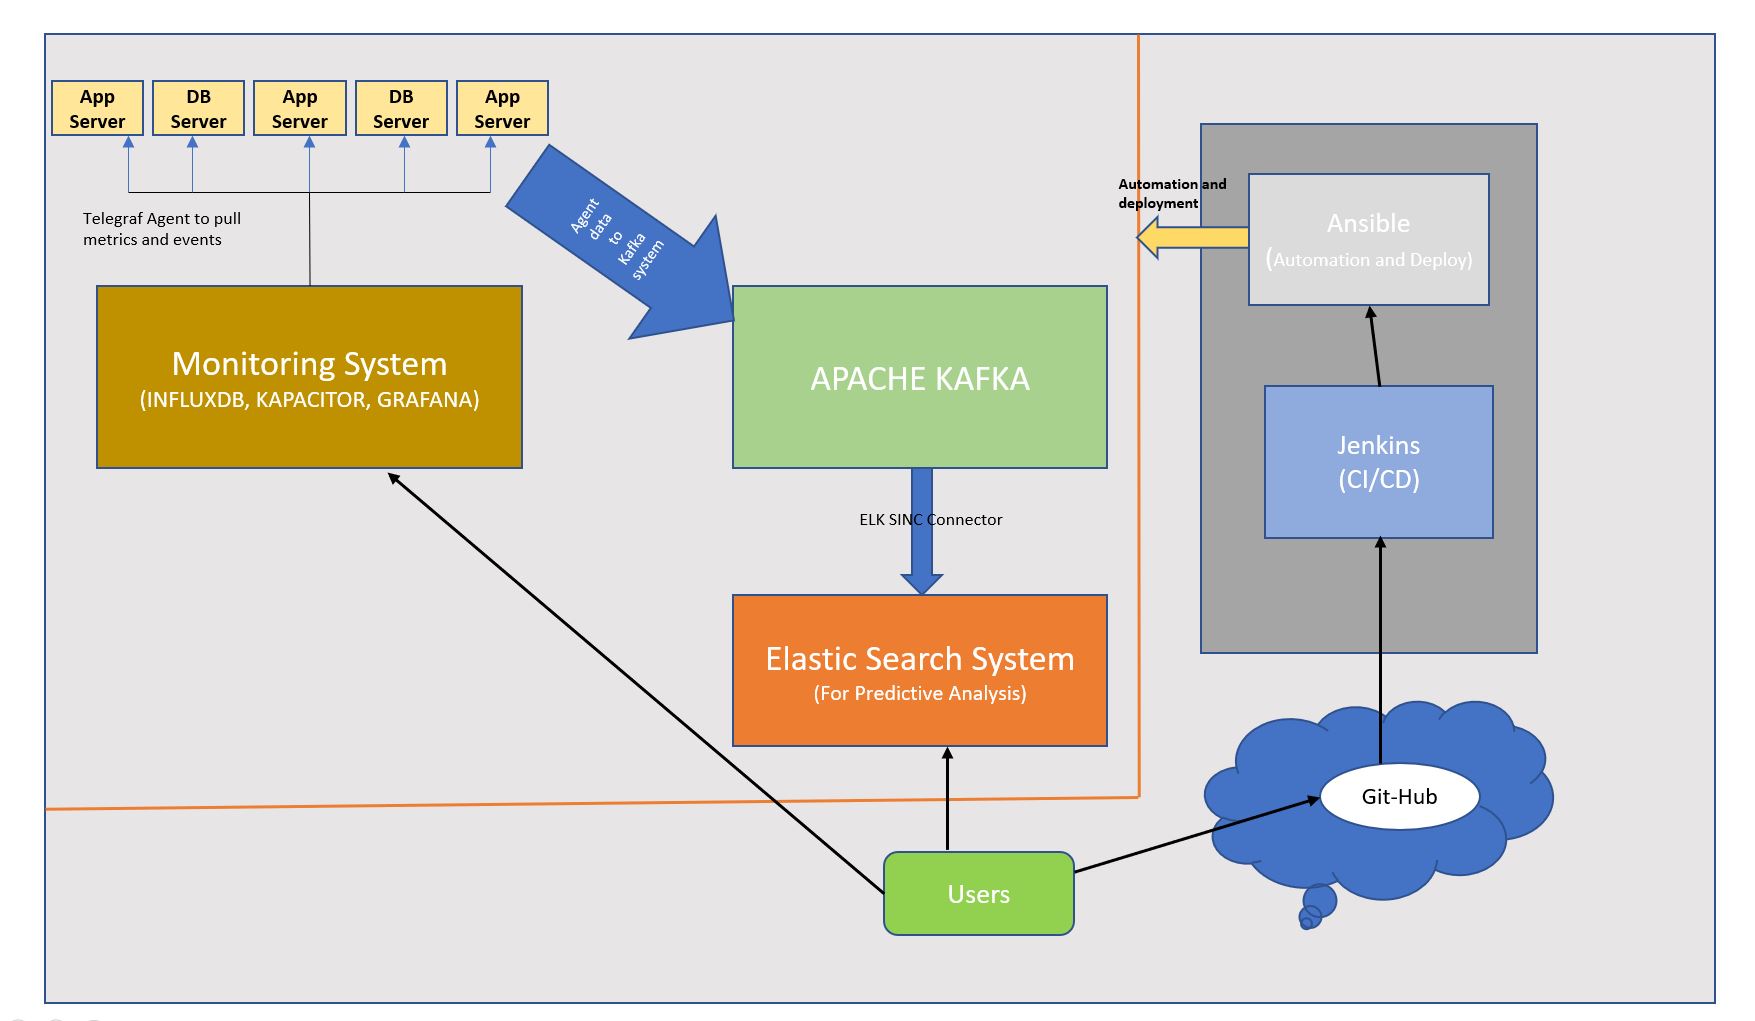 App
Server
DB
Server
App
Server
DB
Server
App
Server
Telegraf Agent to pull
metrics and events
Agent
data
to
Kafka
system
Automation and
deployment
Ansible
(Automation and Deploy)
Monitoring System
(INFLUXDB, KAPACITOR, GRAFANA)
APACHE KAFKA
Jenkins
(CI/CD)
ELK SINC Connector
Elastic Search System
(For Predictive Analysis)
Git-Hub
Users